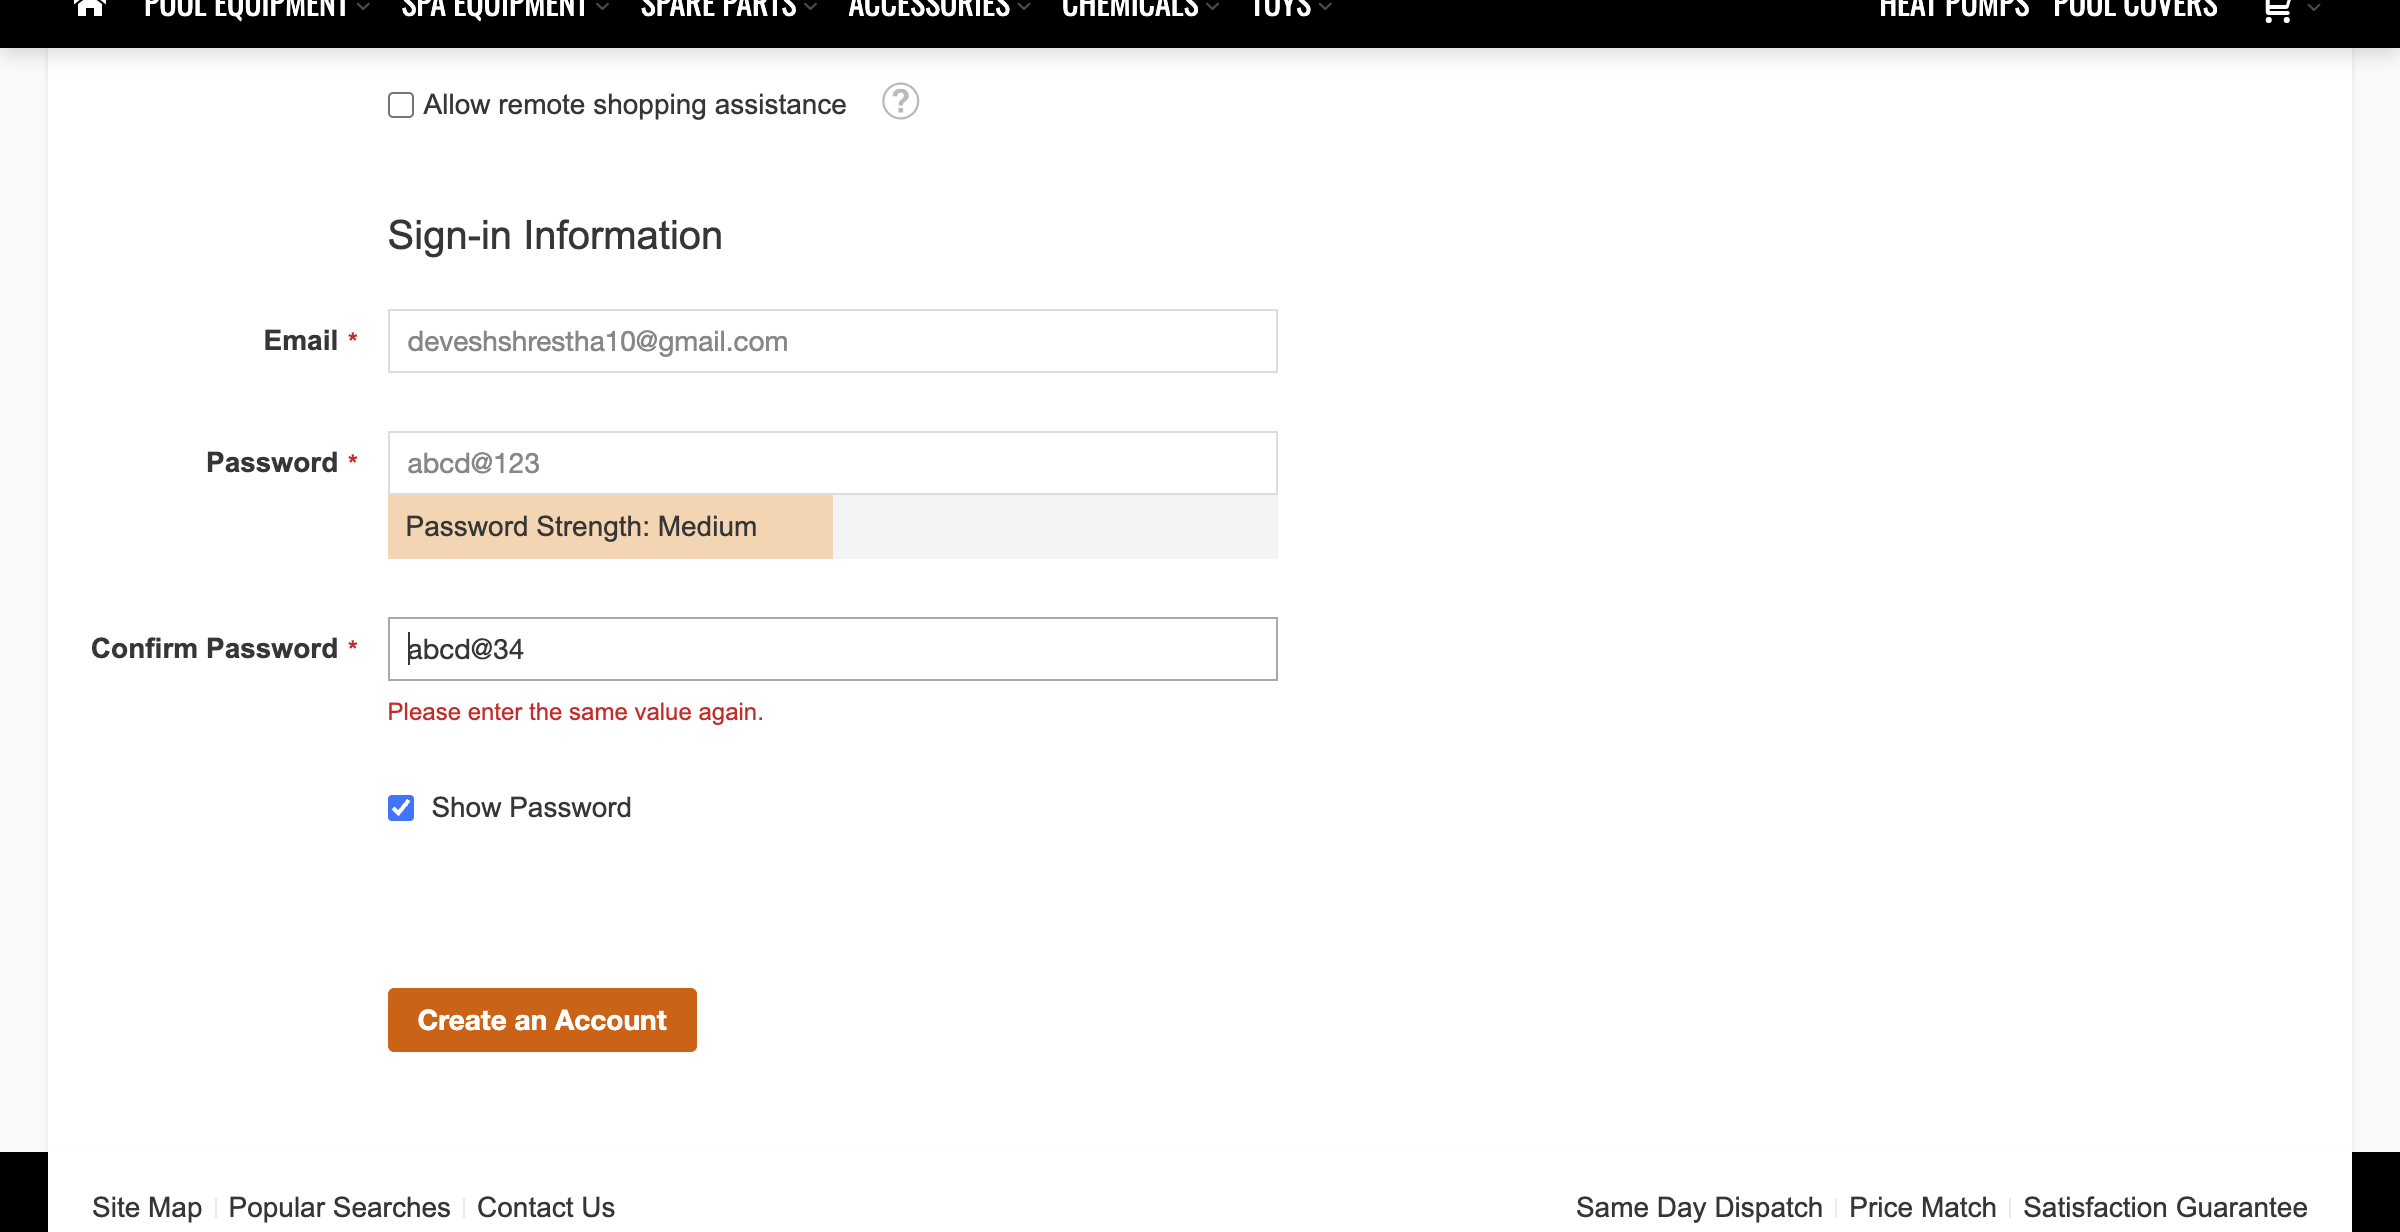 POOL EQUIPMENT SPA EQUIPMENT SPARE PARTS ACCESSORIES CHEMICALS TOYS HEAT PUMPS POOL COVERS
Allow remote shopping assistance ?
Sign-in Information
Email * deveshshrestha10@gmail.com
Password * abcd@123
Password Strength: Medium
Confirm Password * abcd@34
Please enter the same value again.
Show Password
Create an Account
Site Map Popular Searches Contact Us Same Day Dispatch Price Match Satisfaction Guarantee